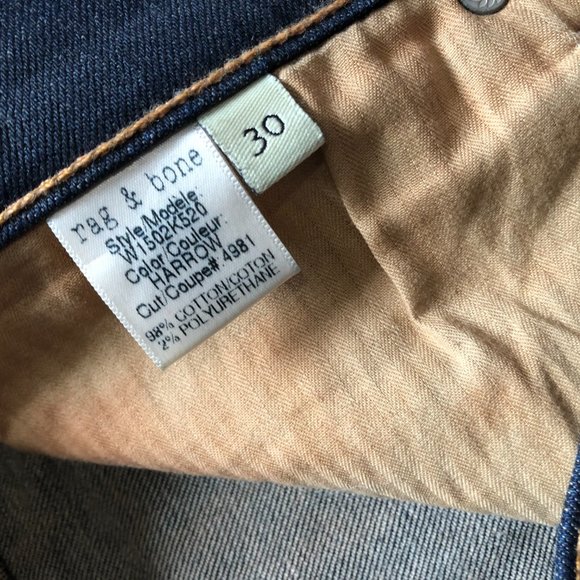 30
rag & bone
Style/Modele:
W1502K520
Color Couleur:
HARROW
Cut/Coupe# 4981
98% COTTON/COTON
2% POLYURETHANE